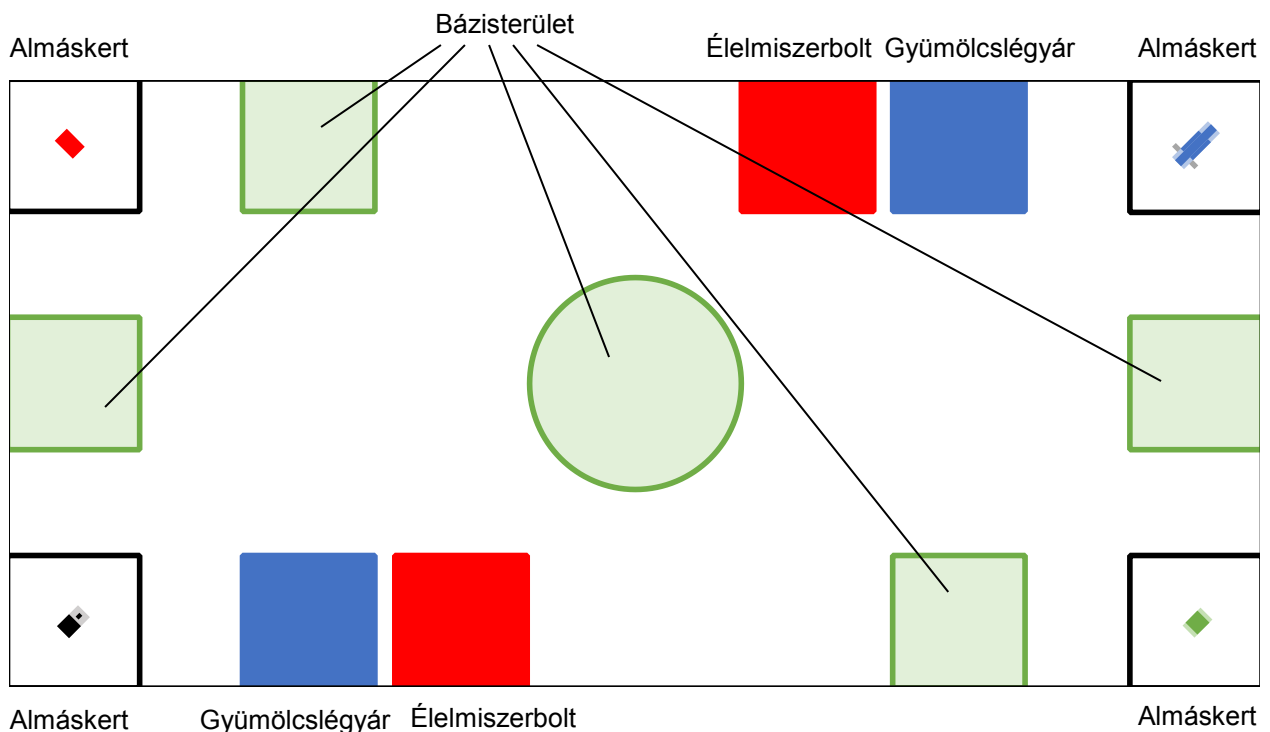 Bázisterület
Almáskert
Élelmiszerbolt
Gyümölcslégyár
Almáskert
Almáskert
Gyümölcslégyár
Élelmiszerbolt
Almáskert